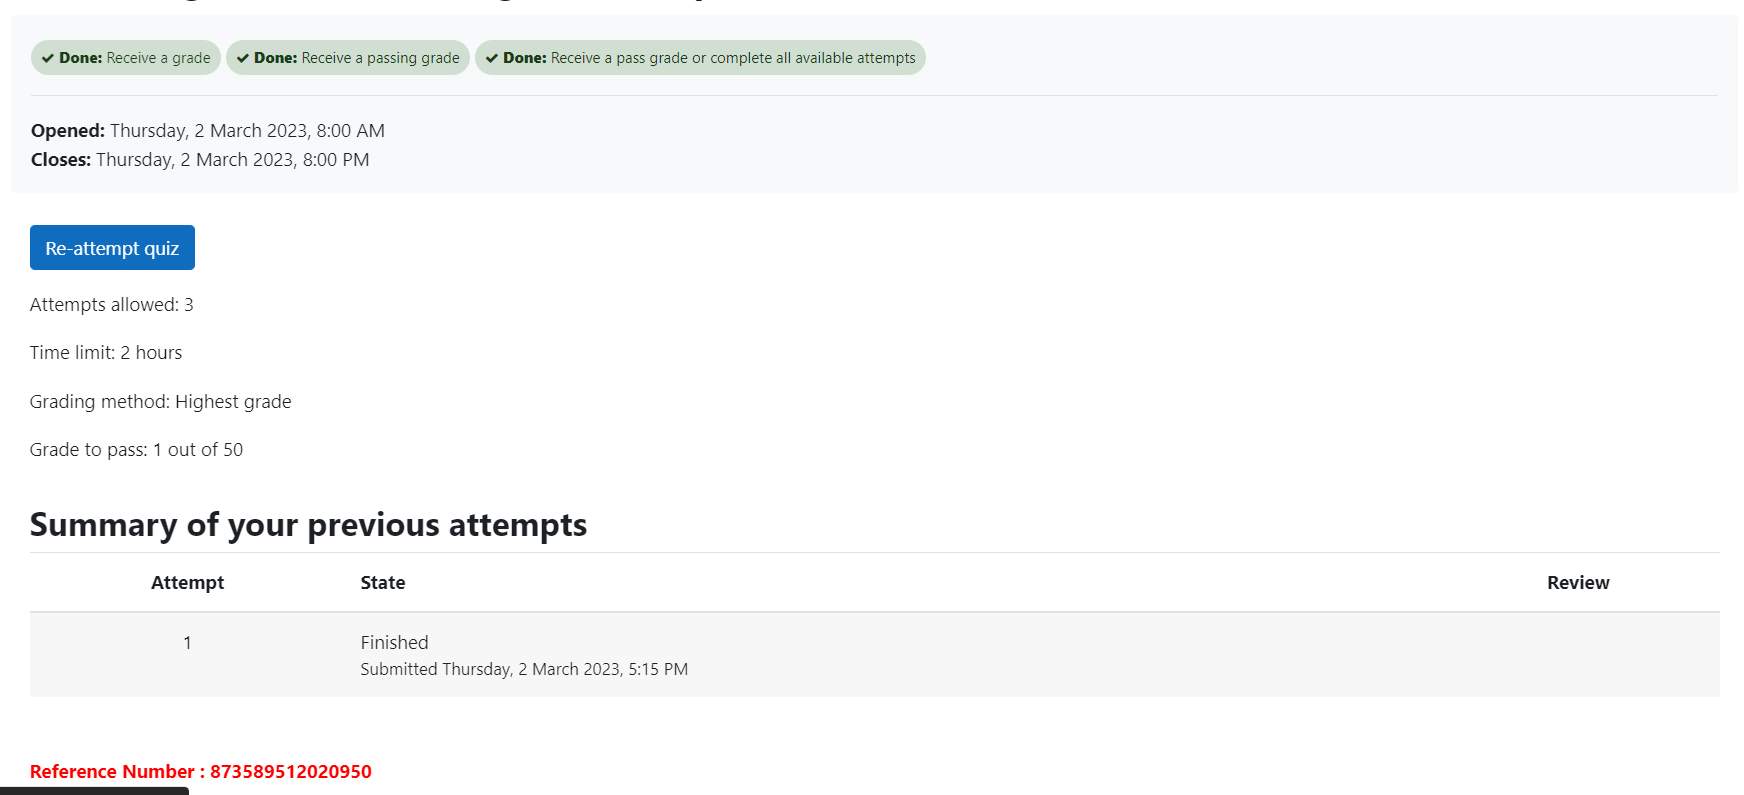 Done: Receive a grade Done: Receive a passing grade Done: Receive a pass grade or complete all available attempts
Opened: Thursday, 2 March 2023, 8:00 AM
Closes: Thursday, 2 March 2023, 8:00 PM
Re-attempt quiz
Attempts allowed: 3
Time limit: 2 hours
Grading method: Highest grade
Grade to pass: 1 out of 50
Summary of your previous attempts
Attempt State Review
1 Finished
Submitted Thursday, 2 March 2023, 5:15 PM
Reference Number : 873589512020950